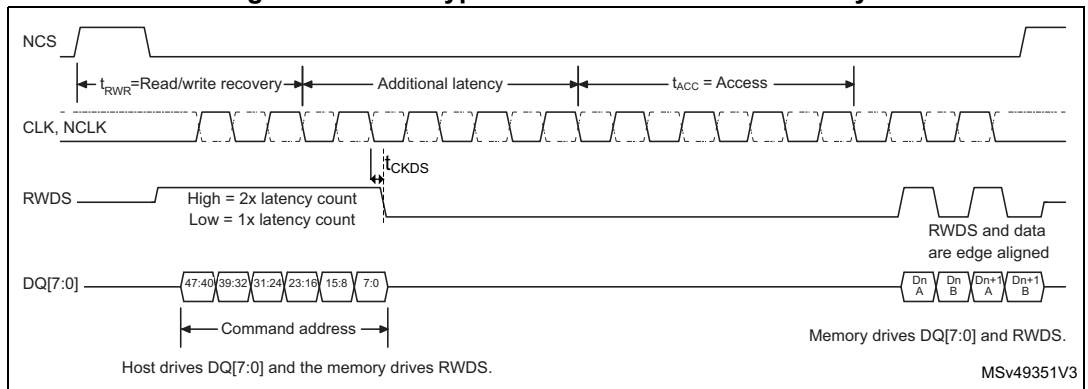 NCS
t_RWR=Read/write recovery
Additional latency
t_ACC = Access
CLK, NCLK
t_CKDS
RWDS
High = 2x latency count
Low = 1x latency count
RWDS and data
are edge aligned
DQ[7:0]
47:40 39:32 31:24 23:16 15:8 7:0
Dn A Dn B Dn+1 A Dn+1 B
Command address
Memory drives DQ[7:0] and RWDS.
Host drives DQ[7:0] and the memory drives RWDS.
MSv49351V3